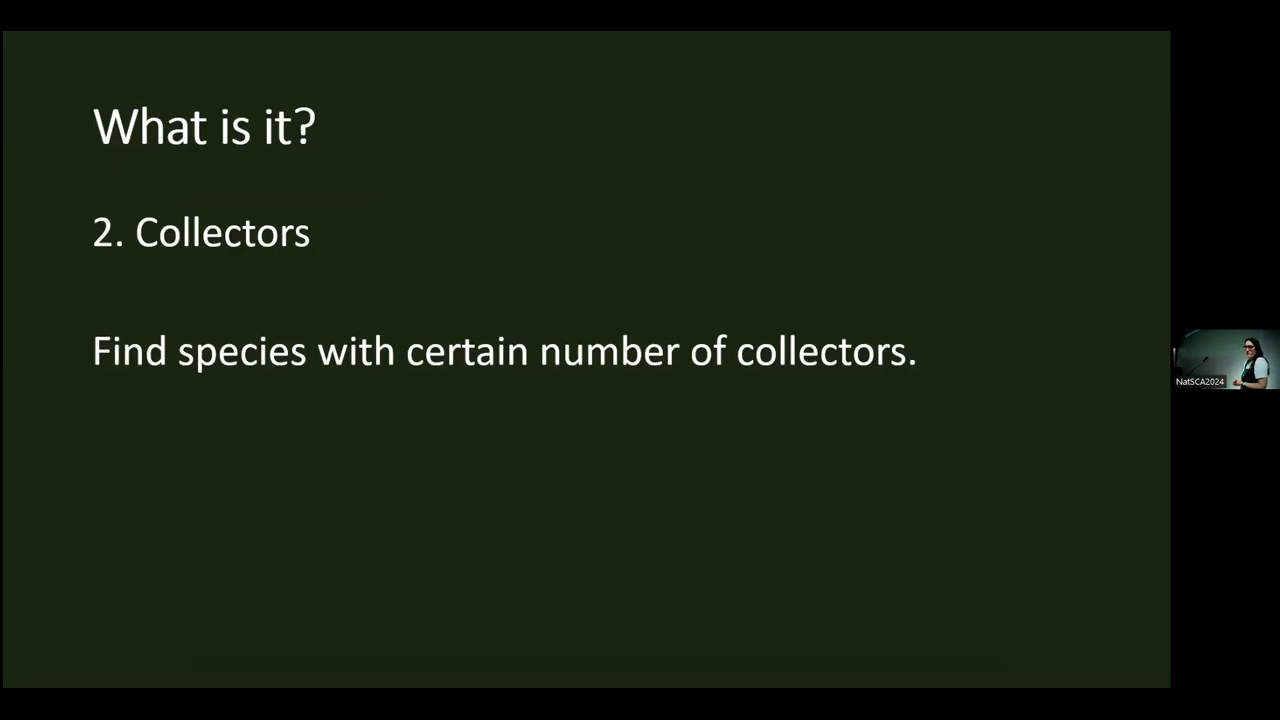 What is it?
2. Collectors
Find species with certain number of collectors.
NatSCA2024